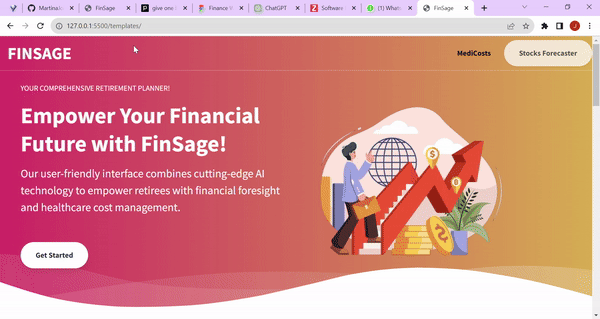 Martina.i
FinSage
give one l
Finance W
ChatGPT
Software
(1) Whats
FinSage
127.0.0.1:5500/templates/
J
FINSAGE
MediCosts
Stocks Forecaster
YOUR COMPREHENSIVE RETIREMENT PLANNER!
Empower Your Financial
Future with FinSage!
Our user-friendly interface combines cutting-edge AI
technology to empower retirees with financial foresight
and healthcare cost management.
Get Started